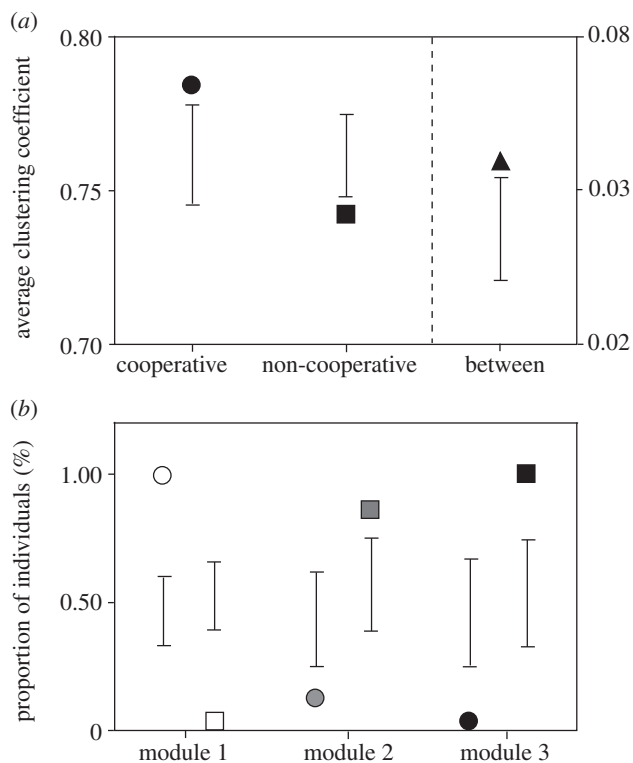 (a)
0.80
0.08
average clustering coefficient
0.75
0.03
0.70
0.02
cooperative non-cooperative between
(b)
proportion of individuals (%)
1.00
0.50
0
module 1 module 2 module 3